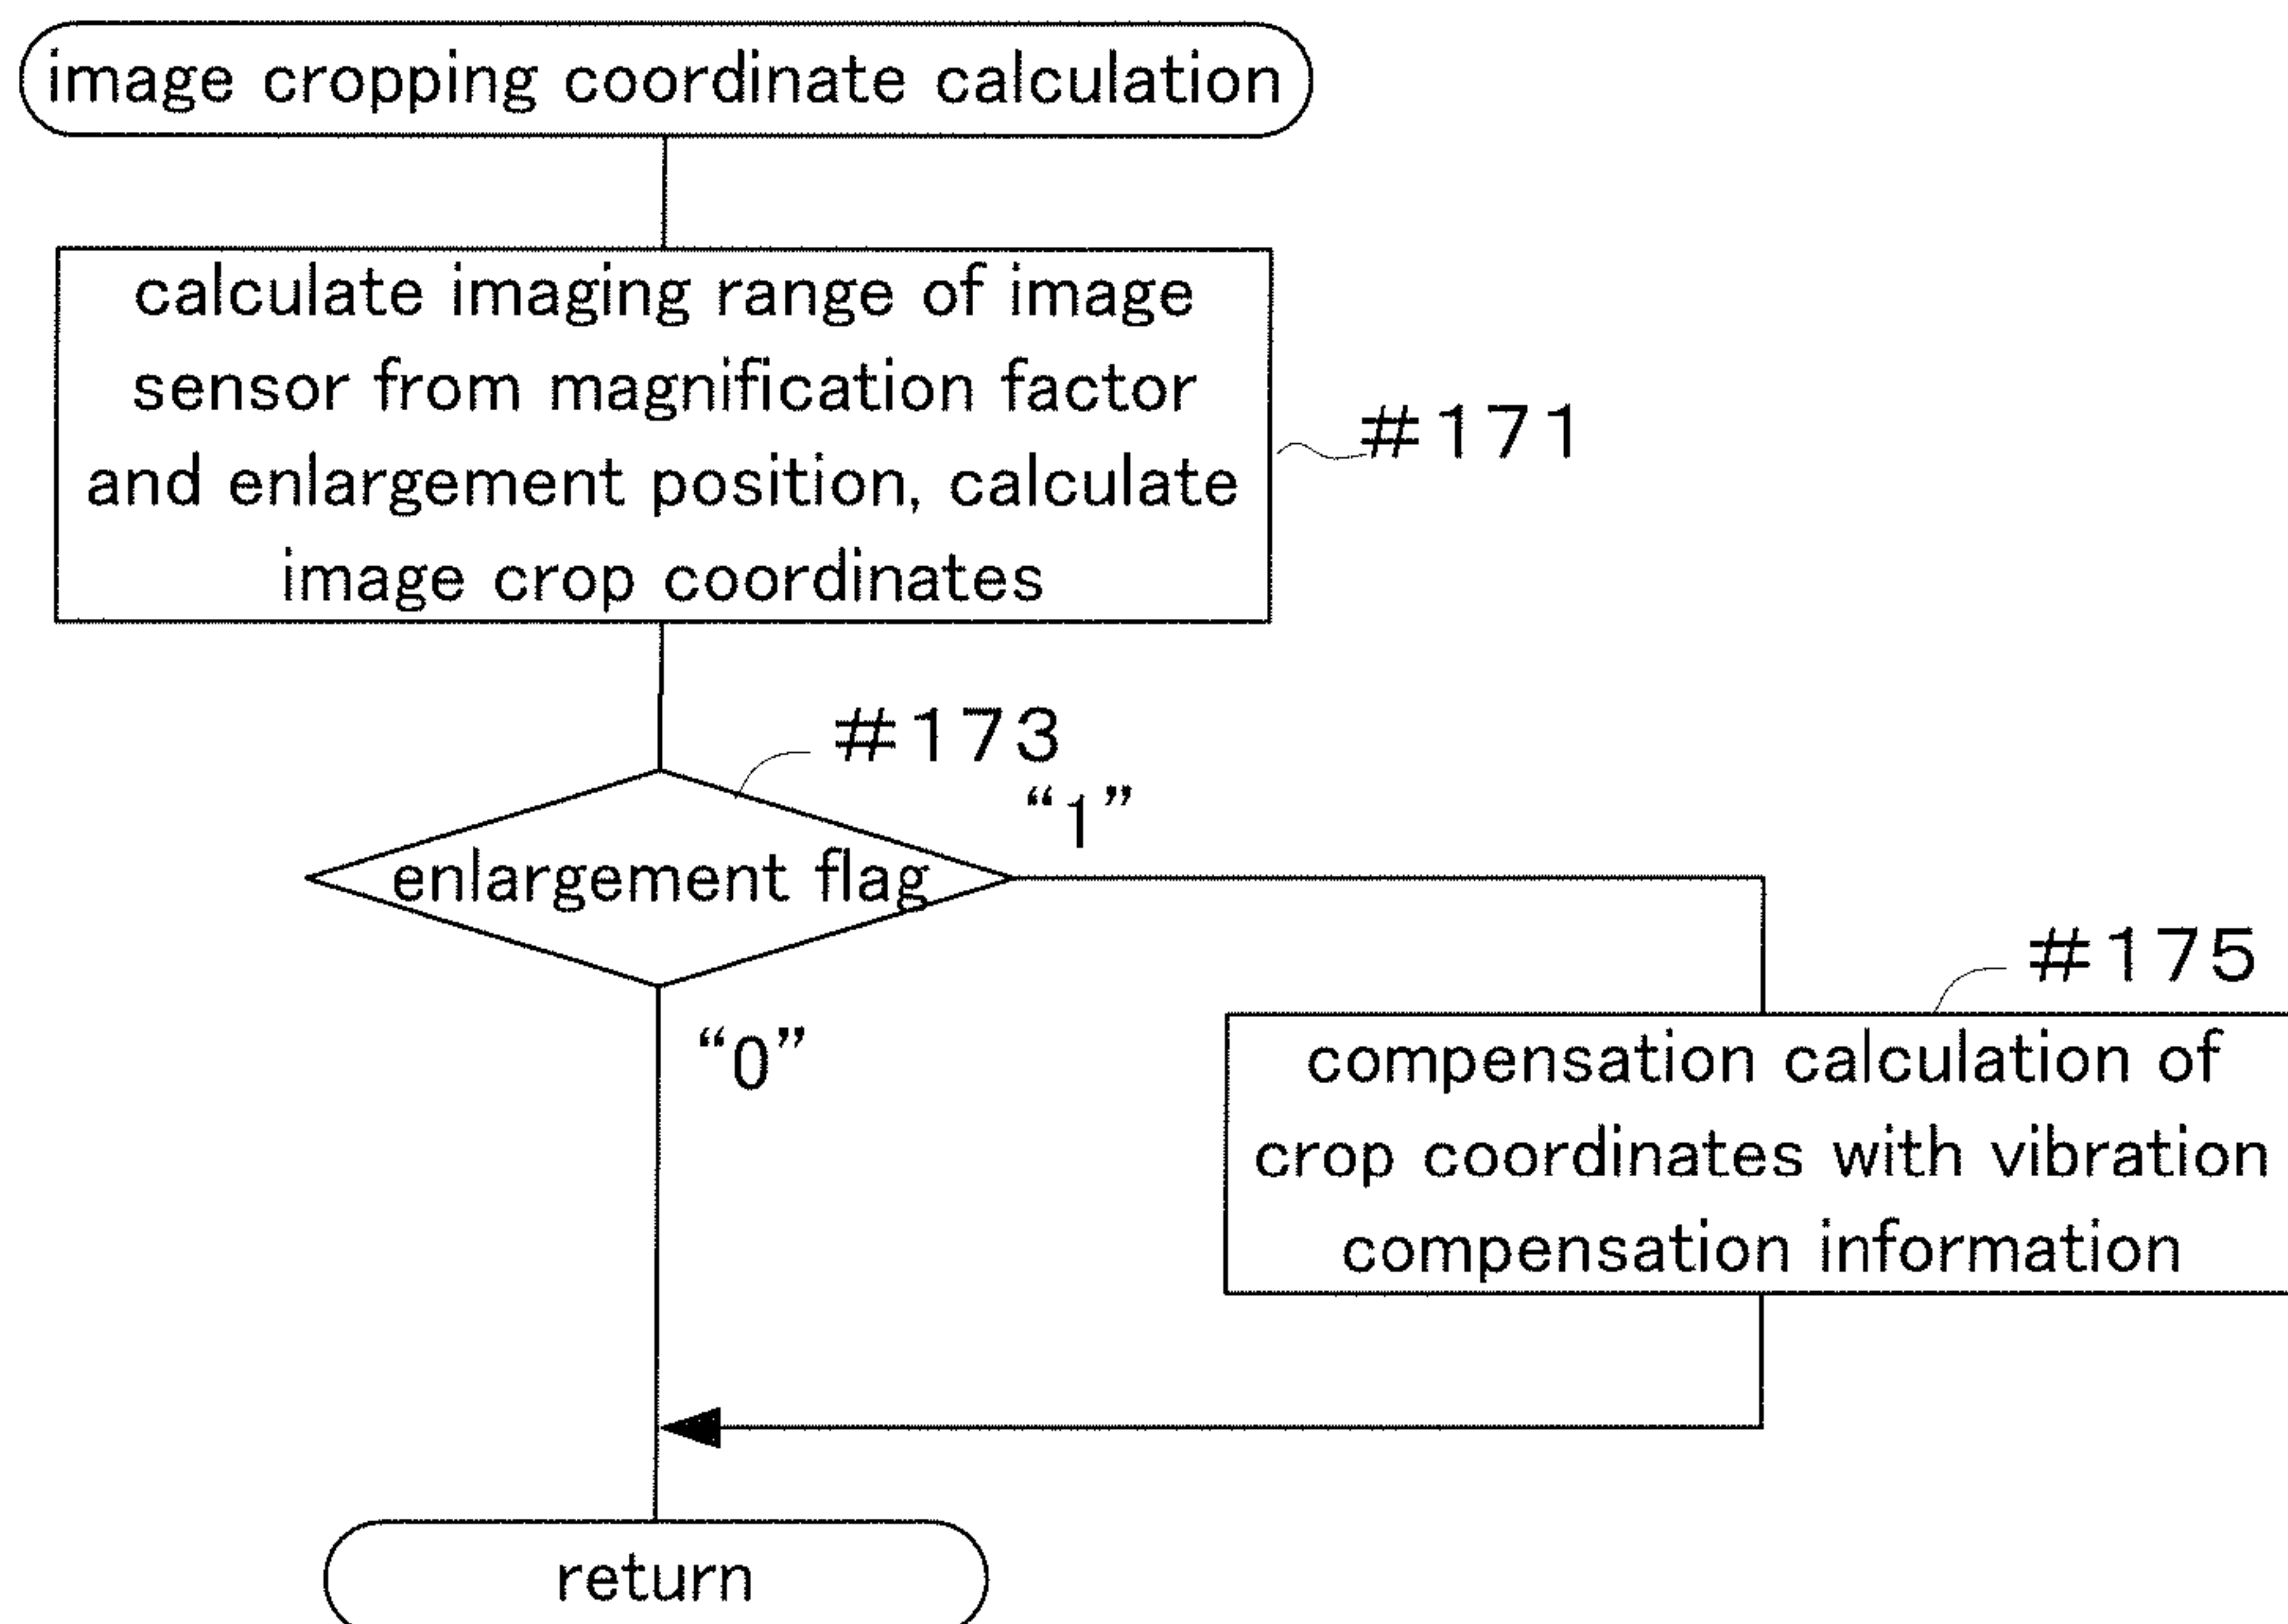 image cropping coordinate calculation
calculate imaging range of image
sensor from magnification factor
and enlargement position, calculate
image crop coordinates
#171
#173
“1”
enlargement flag
“0”
#175
compensation calculation of
crop coordinates with vibration
compensation information
return